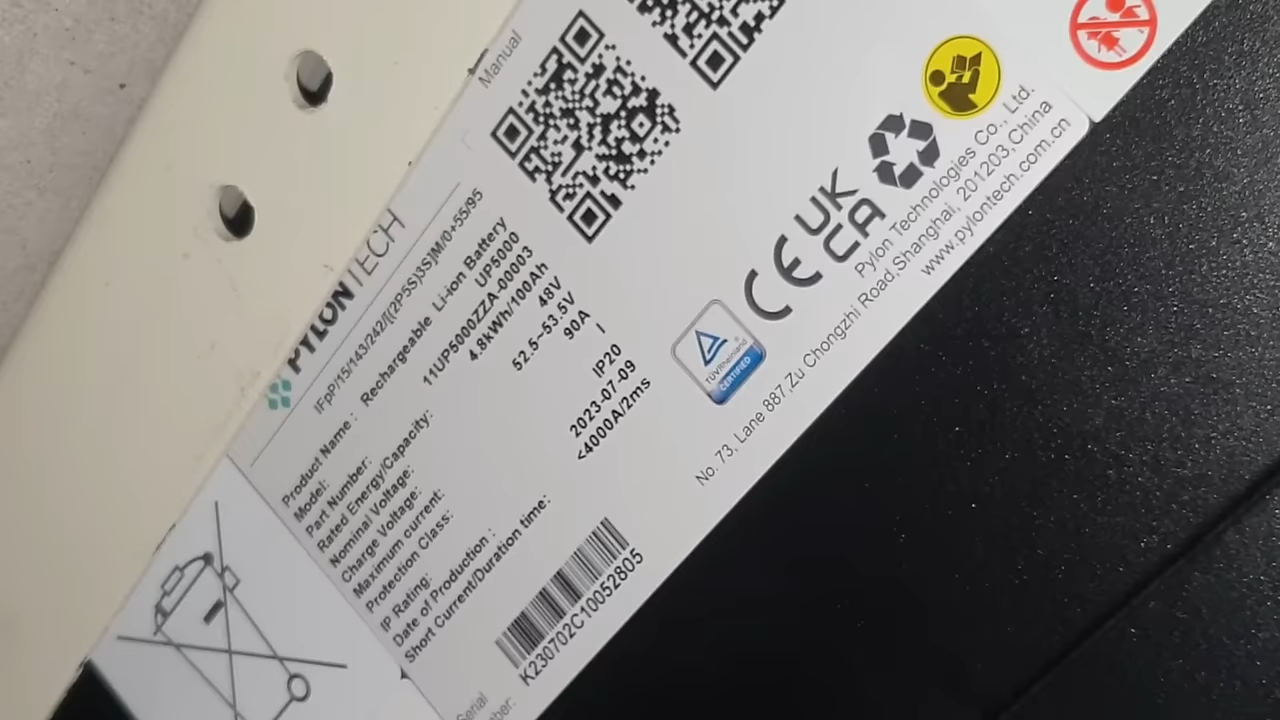 Manual
PYLONTECH
IFpP/15/143/242/[(2P5S)3S]M/0+55/95
Product Name : Rechargeable Li-ion Battery
Model: UP5000
Part Number: 11UP5000ZZA-00003
Rated Energy/Capacity: 4.8kWh/100Ah
Nominal Voltage: 48V
Charge Voltage: 52.5~53.5V
Maximum current: 90A
Protection Class: I
IP Rating: IP20
Date of Production : 2023-07-09
Short Current/Duration time: <4000A/2ms
K230702C10052805
CE
UK
CA
TÜVRheinland
CERTIFIED
Pylon Technologies Co., Ltd.
No. 73, Lane 887,Zu Chongzhi Road,Shanghai, 201203,China
www.pylontech.com.cn